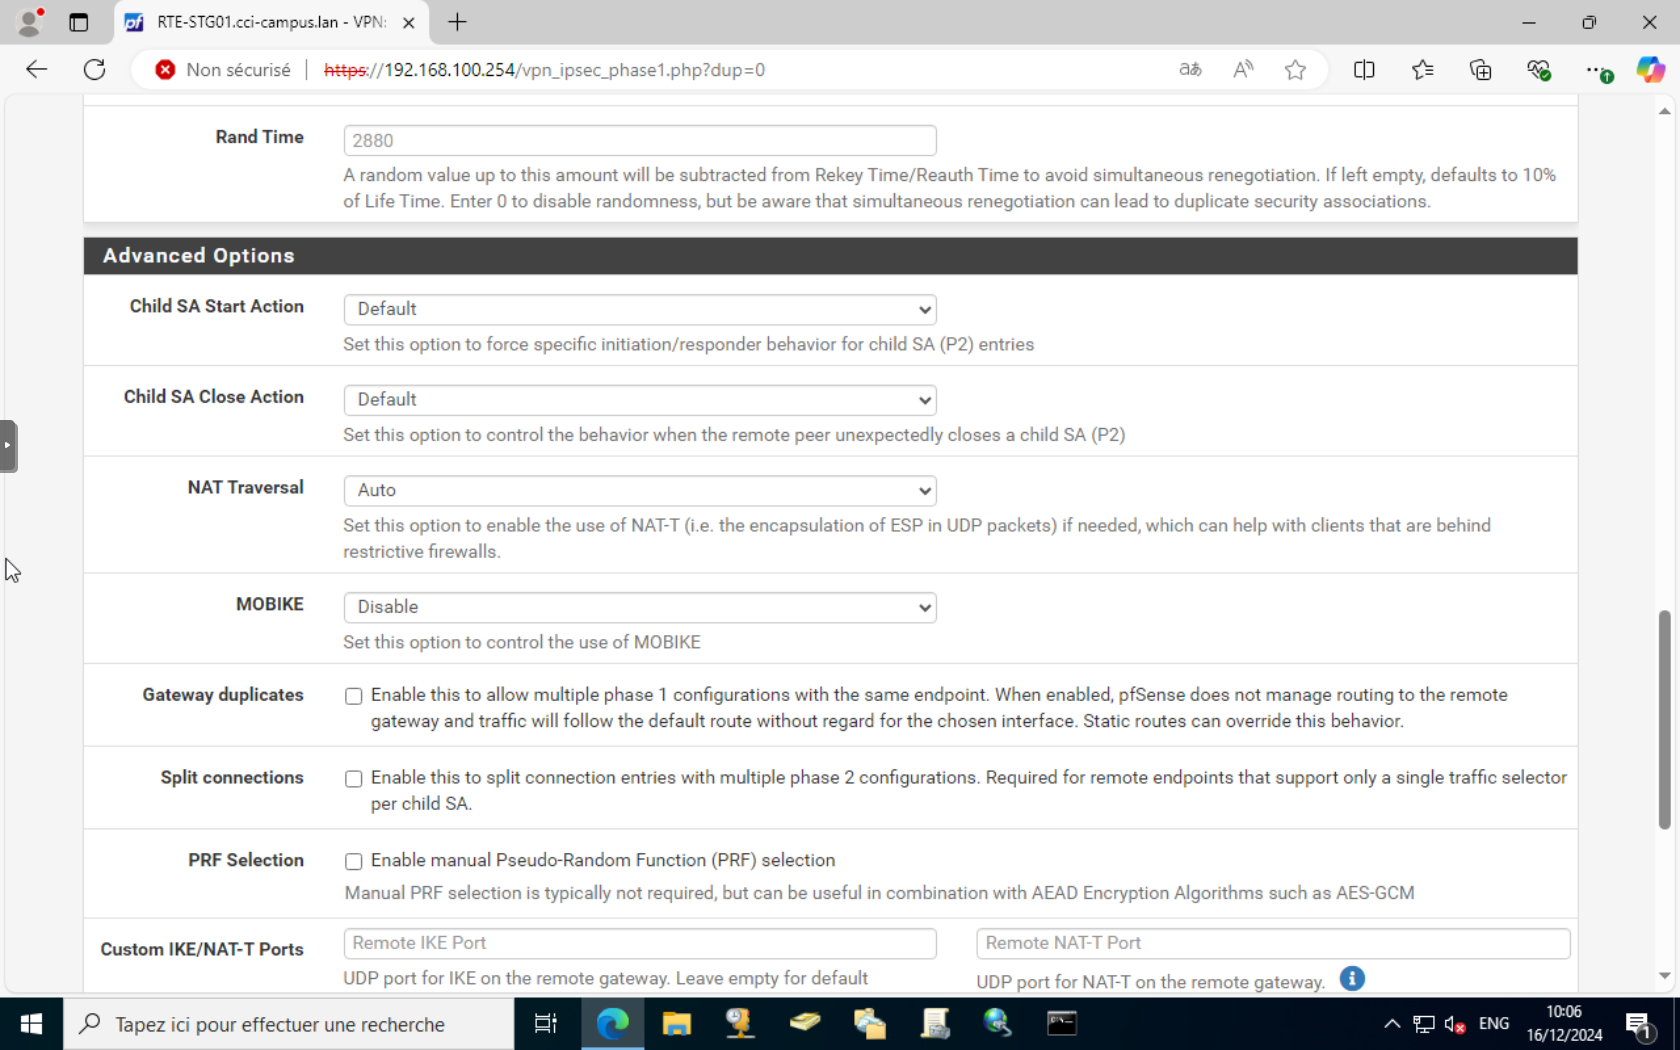 RTE-STG01.cci-campus.lan - VPN:
Non sécurisé
https://192.168.100.254/vpn_ipsec_phase1.php?dup=0
Rand Time
2880
A random value up to this amount will be subtracted from Rekey Time/Reauth Time to avoid simultaneous renegotiation. If left empty, defaults to 10%
of Life Time. Enter 0 to disable randomness, but be aware that simultaneous renegotiation can lead to duplicate security associations.
Advanced Options
Child SA Start Action
Default
Set this option to force specific initiation/responder behavior for child SA (P2) entries
Child SA Close Action
Default
Set this option to control the behavior when the remote peer unexpectedly closes a child SA (P2)
NAT Traversal
Auto
Set this option to enable the use of NAT-T (i.e. the encapsulation of ESP in UDP packets) if needed, which can help with clients that are behind
restrictive firewalls.
MOBIKE
Disable
Set this option to control the use of MOBIKE
Gateway duplicates
Enable this to allow multiple phase 1 configurations with the same endpoint. When enabled, pfSense does not manage routing to the remote
gateway and traffic will follow the default route without regard for the chosen interface. Static routes can override this behavior.
Split connections
Enable this to split connection entries with multiple phase 2 configurations. Required for remote endpoints that support only a single traffic selector
per child SA.
PRF Selection
Enable manual Pseudo-Random Function (PRF) selection
Manual PRF selection is typically not required, but can be useful in combination with AEAD Encryption Algorithms such as AES-GCM
Custom IKE/NAT-T Ports
Remote IKE Port
Remote NAT-T Port
UDP port for IKE on the remote gateway. Leave empty for default
UDP port for NAT-T on the remote gateway.
Tapez ici pour effectuer une recherche
ENG
10:06
16/12/2024
1